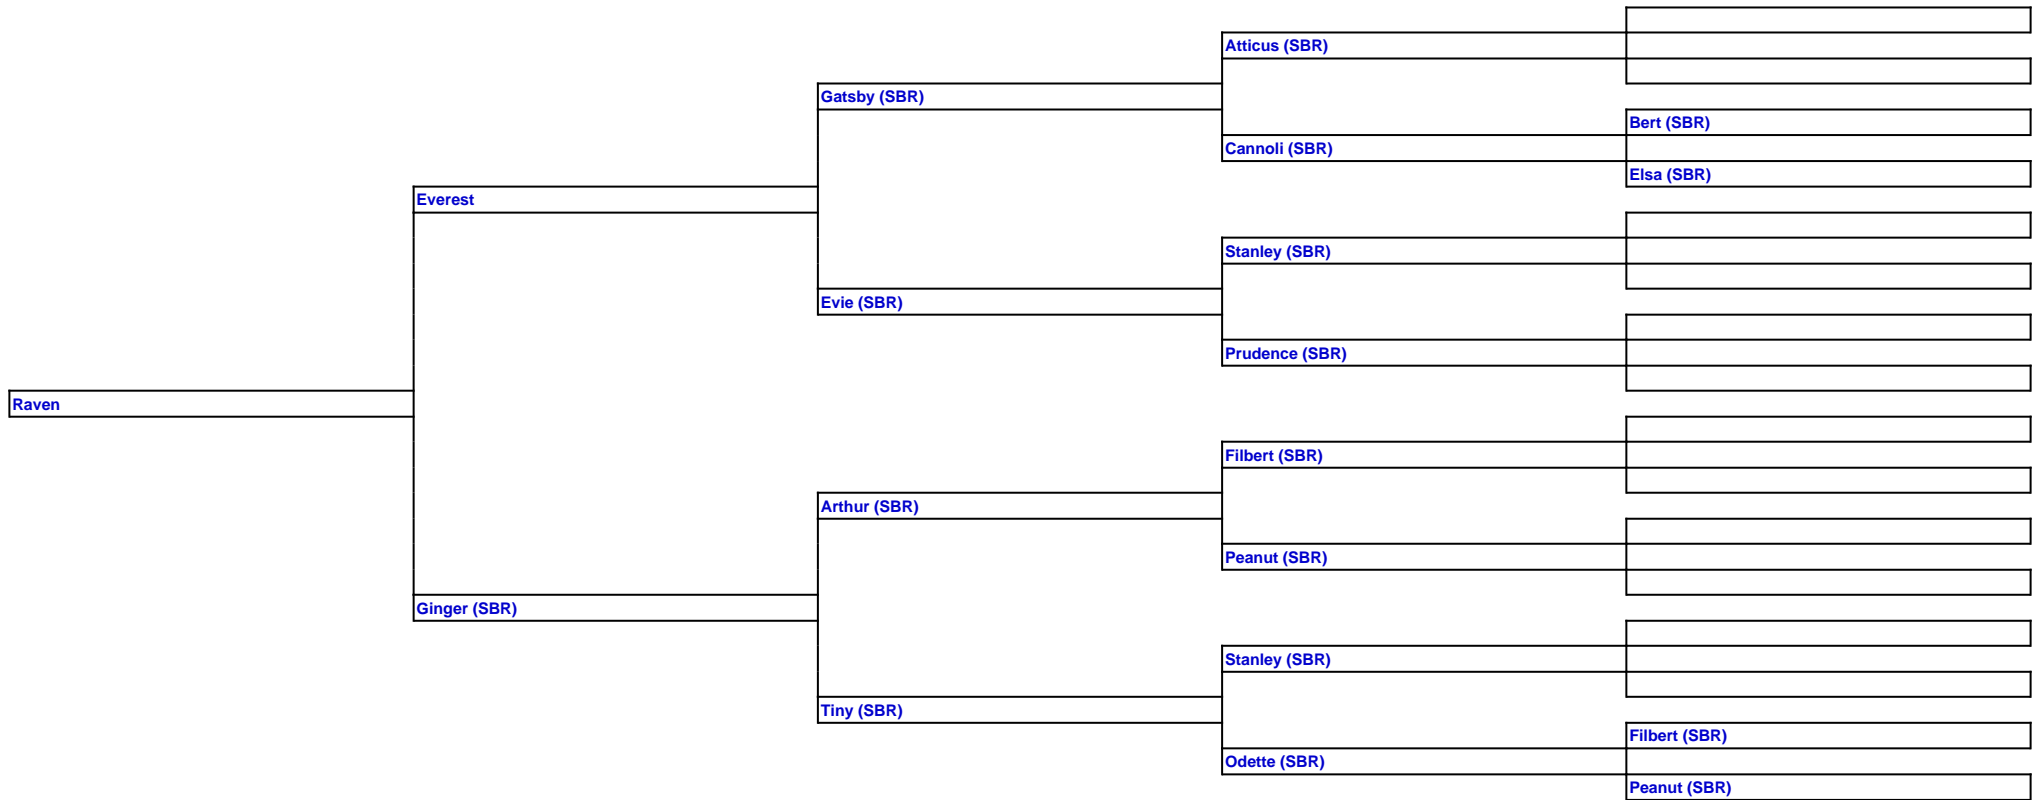 Atticus (SBR)
Gatsby (SBR)
Bert (SBR)
Cannoli (SBR)
Elsa (SBR)
Everest
Stanley (SBR)
Evie (SBR)
Prudence (SBR)
Raven
Filbert (SBR)
Arthur (SBR)
Peanut (SBR)
Ginger (SBR)
Stanley (SBR)
Tiny (SBR)
Filbert (SBR)
Odette (SBR)
Peanut (SBR)